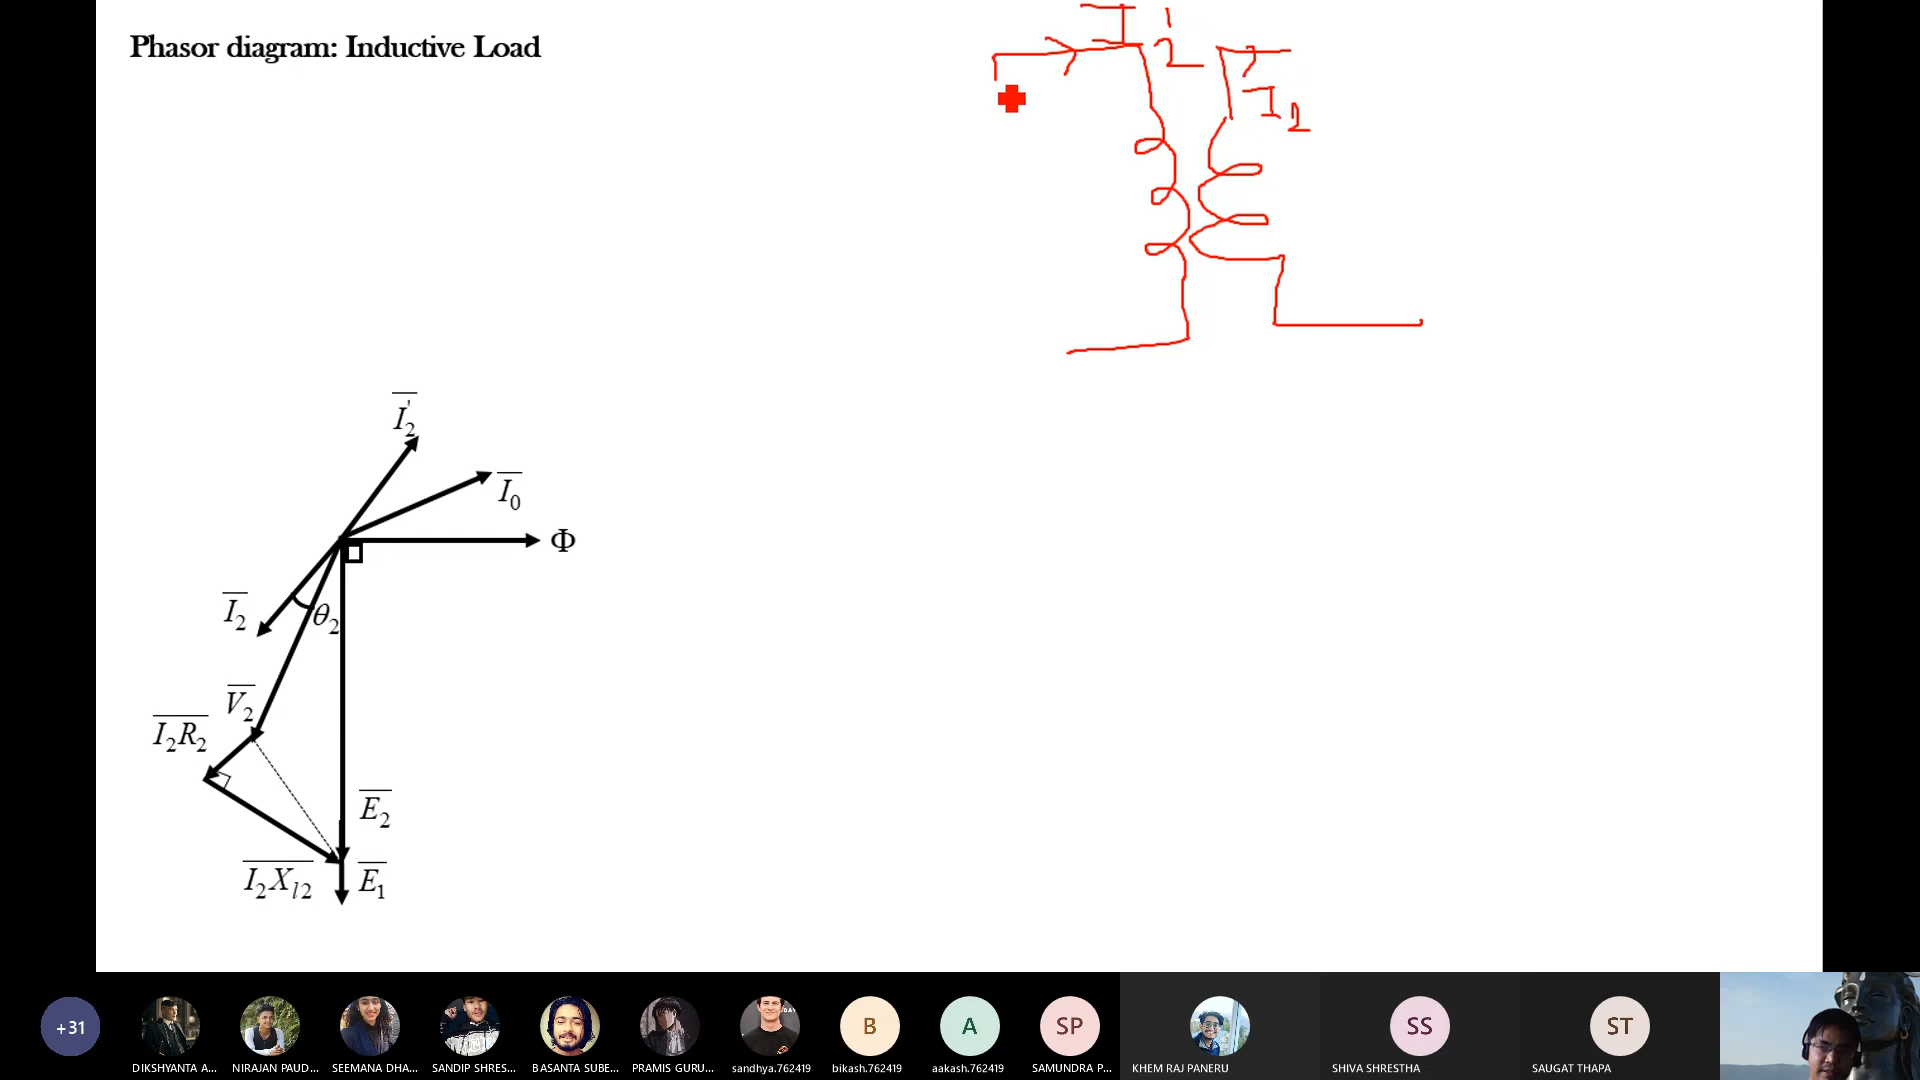 Phasor diagram: Inductive Load
I'2
I2
I'2
I0
Φ
I2
θ2
V2
I2R2
E2
I2Xl2
E1
+31
DIKSHYANTA A...
NIRAJAN PAUD...
SEEMANA DHA...
SANDIP SHRES...
BASANTA SUBE...
PRAMIS GURU...
sandhya.762419
B
bikash.762419
A
aakash.762419
SP
SAMUNDRA P...
KHEM RAJ PANERU
SS
SHIVA SHRESTHA
ST
SAUGAT THAPA